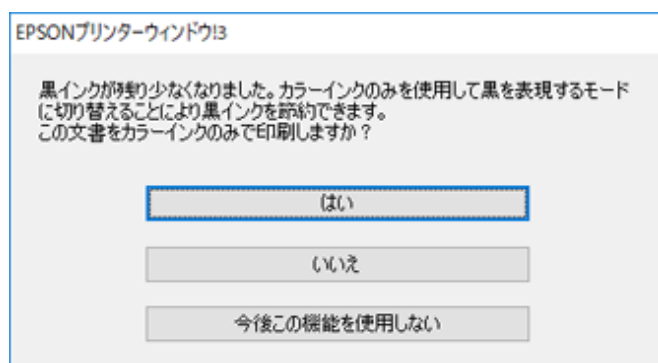 EPSONプリンターウィンドウ!3
黒インクが残り少なくなりました。カラーインクのみを使用して黒を表現するモード
に切り替えることにより黒インクを節約できます。
この文書をカラーインクのみで印刷しますか？
はい
いいえ
今後この機能を使用しない